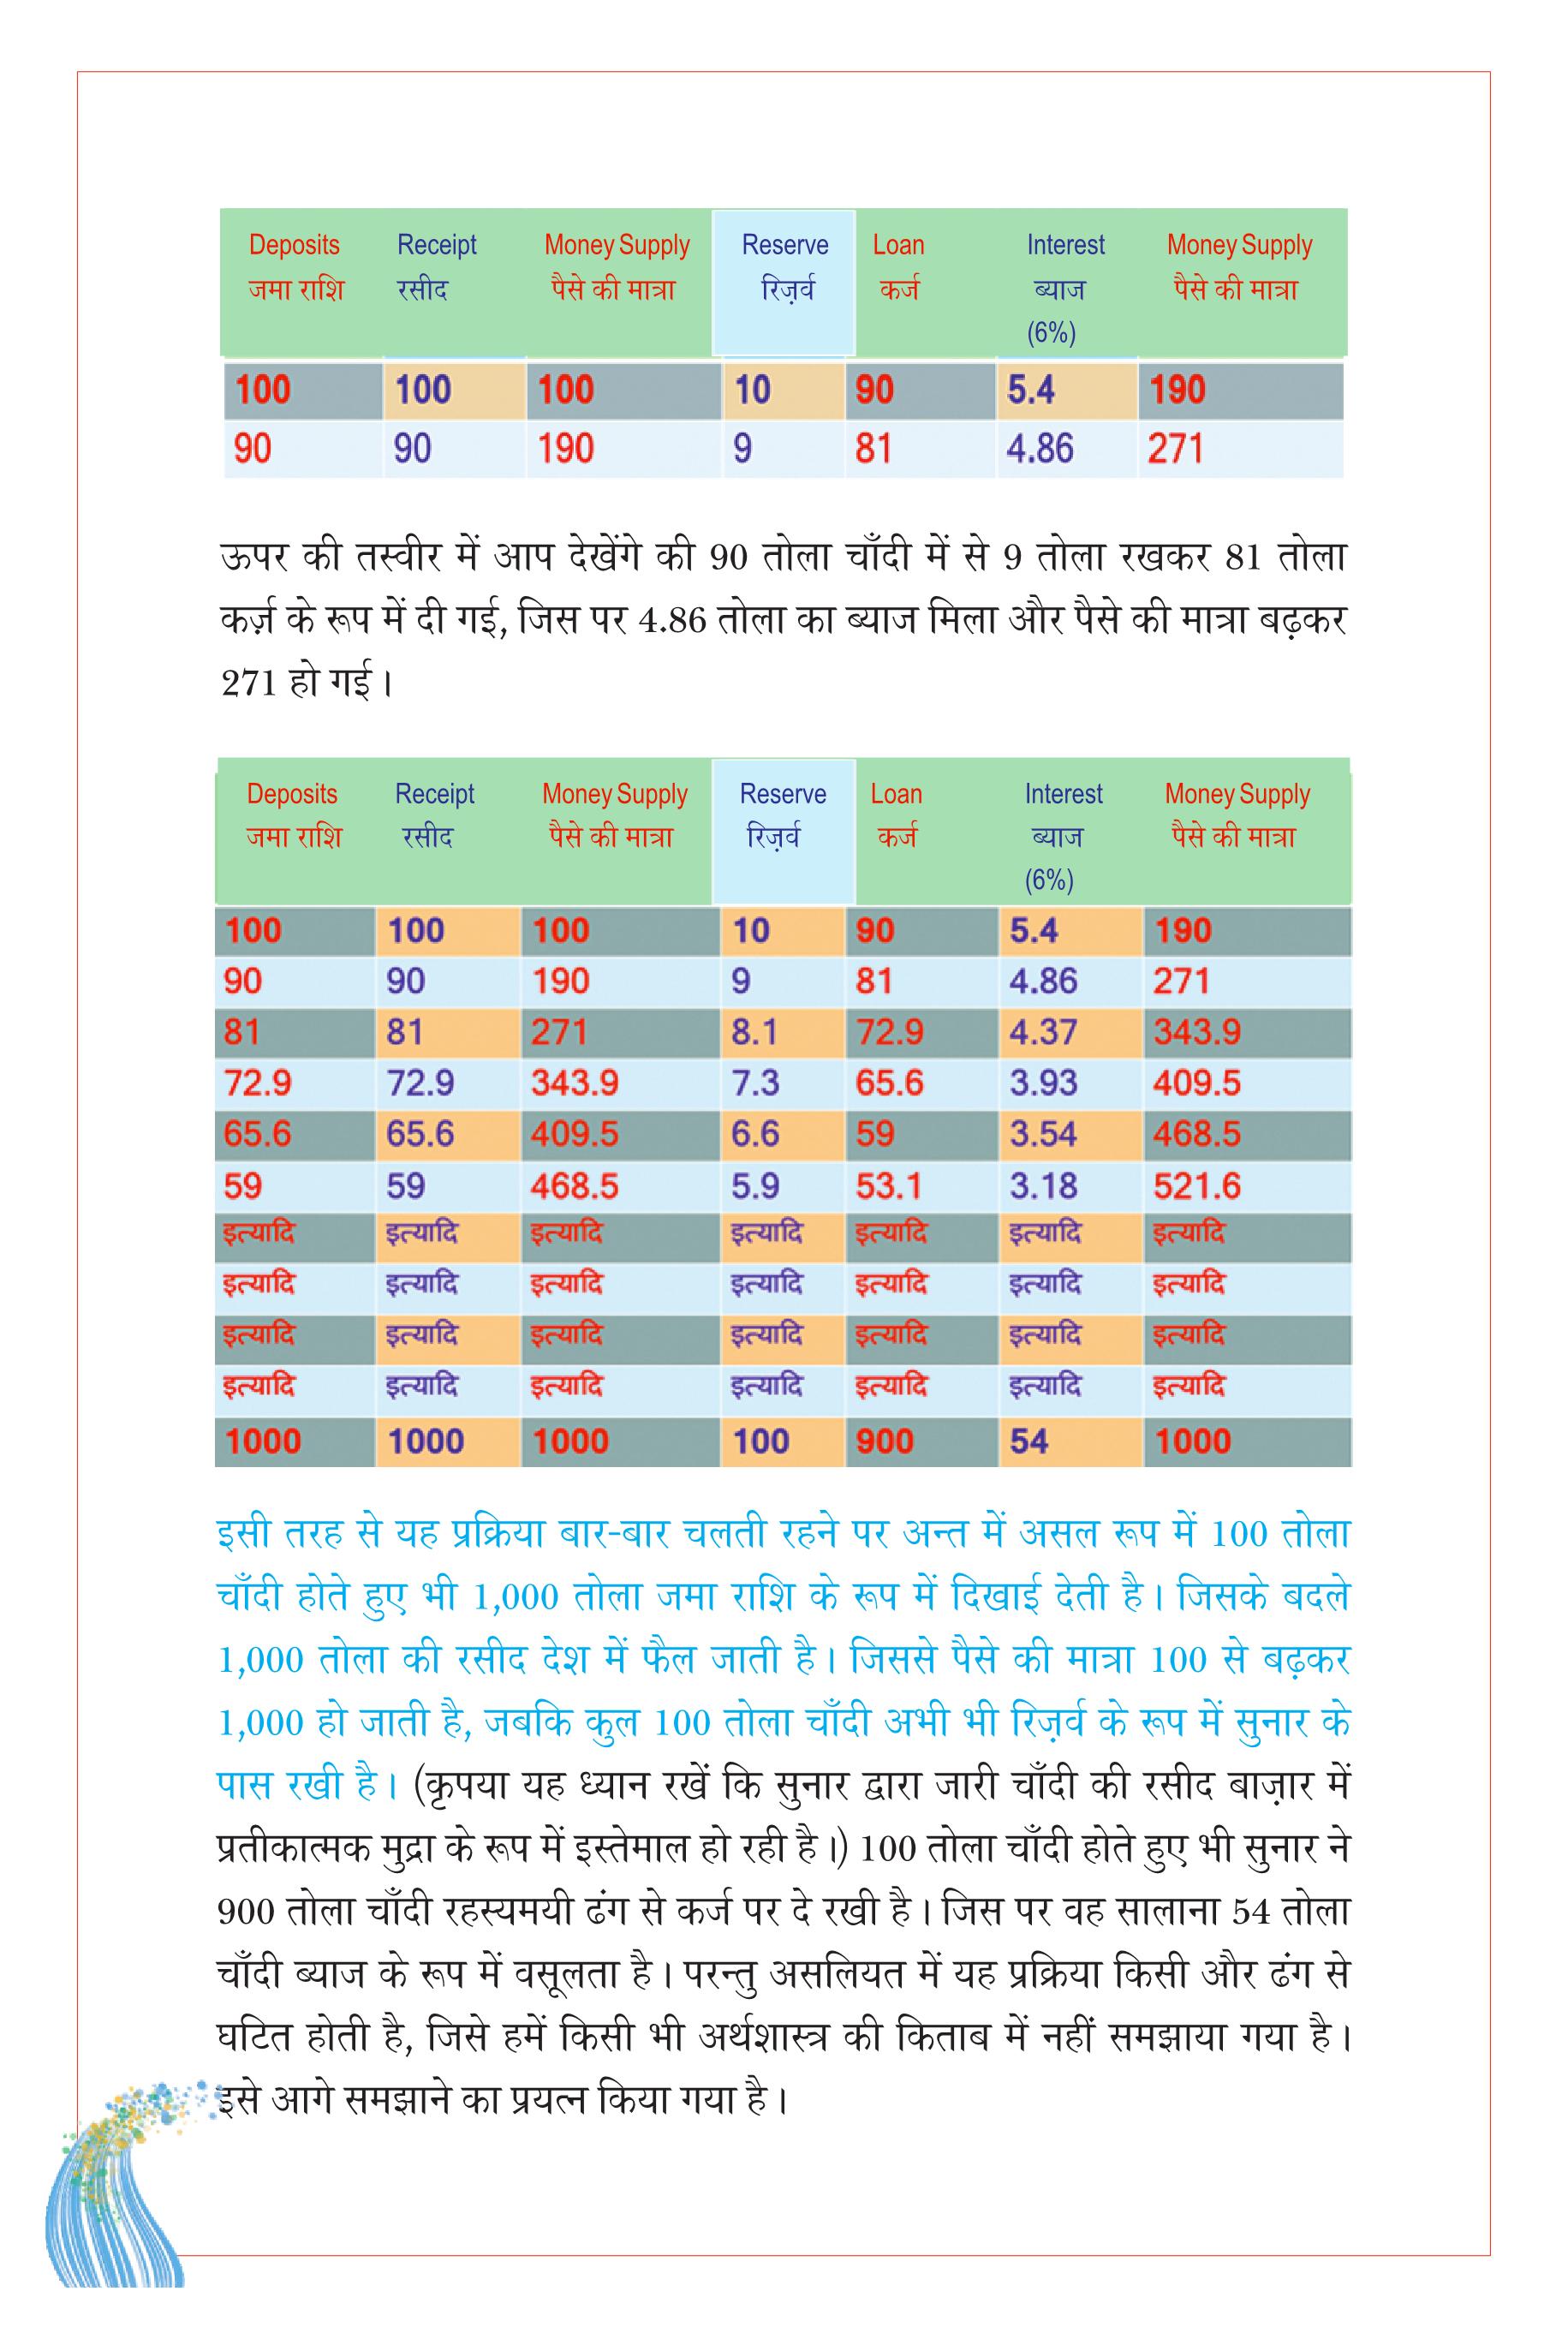 Deposits Receipt Money Supply Reserve Loan Interest Money Supply
जमा राशि रसीद पैसे की मात्रा रिज़र्व कर्ज ब्याज पैसे की मात्रा
(6%)
100 100 100 10 90 5.4 190
90 90 190 9 81 4.86 271
ऊपर की तस्वीर में आप देखेंगे की 90 तोला चाँदी में से 9 तोला रखकर 81 तोला
कर्ज़ के रूप में दी गई, जिस पर 4.86 तोला का ब्याज मिला और पैसे की मात्रा बढ़कर
271 हो गई।
Deposits Receipt Money Supply Reserve Loan Interest Money Supply
जमा राशि रसीद पैसे की मात्रा रिज़र्व कर्ज ब्याज पैसे की मात्रा
(6%)
100 100 100 10 90 5.4 190
90 90 190 9 81 4.86 271
81 81 271 8.1 72.9 4.37 343.9
72.9 72.9 343.9 7.3 65.6 3.93 409.5
65.6 65.6 409.5 6.6 59 3.54 468.5
59 59 468.5 5.9 53.1 3.18 521.6
इत्यादि इत्यादि इत्यादि इत्यादि इत्यादि इत्यादि इत्यादि
इत्यादि इत्यादि इत्यादि इत्यादि इत्यादि इत्यादि इत्यादि
इत्यादि इत्यादि इत्यादि इत्यादि इत्यादि इत्यादि इत्यादि
इत्यादि इत्यादि इत्यादि इत्यादि इत्यादि इत्यादि इत्यादि
1000 1000 1000 100 900 54 1000
इसी तरह से यह प्रक्रिया बार-बार चलती रहने पर अन्त में असल रूप में 100 तोला
चाँदी होते हुए भी 1,000 तोला जमा राशि के रूप में दिखाई देती है। जिसके बदले
1,000 तोला की रसीद देश में फैल जाती है। जिससे पैसे की मात्रा 100 से बढ़कर
1,000 हो जाती है, जबकि कुल 100 तोला चाँदी अभी भी रिज़र्व के रूप में सुनार के
पास रखी है। (कृपया यह ध्यान रखें कि सुनार द्वारा जारी चाँदी की रसीद बाज़ार में
प्रतीकात्मक मुद्रा के रूप में इस्तेमाल हो रही है।) 100 तोला चाँदी होते हुए भी सुनार ने
900 तोला चाँदी रहस्यमयी ढंग से कर्ज पर दे रखी है। जिस पर वह सालाना 54 तोला
चाँदी ब्याज के रूप में वसूलता है। परन्तु असलियत में यह प्रक्रिया किसी और ढंग से
घटित होती है, जिसे हमें किसी भी अर्थशास्त्र की किताब में नहीं समझाया गया है।
इसे आगे समझाने का प्रयत्न किया गया है।